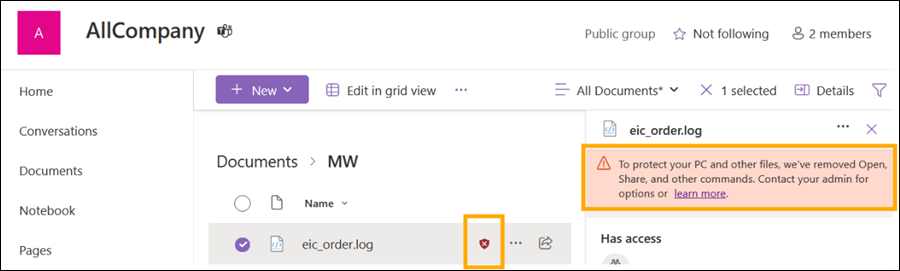 A
AllCompany
Public group
Not following
2 members
Home
Conversations
Documents
Notebook
Pages
+ New
Edit in grid view
...
All Documents*
1 selected
Details
Documents > MW
Name
eic_order.log
...
eic_order.log
...
To protect your PC and other files, we've removed Open,
Share, and other commands. Contact your admin for
options or learn more.
Has access